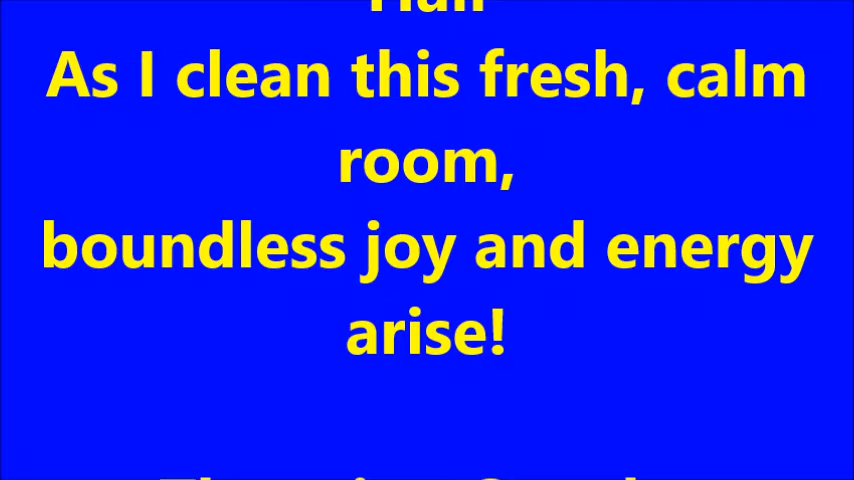 As I clean this fresh, calm
room,
boundless joy and energy
arise!